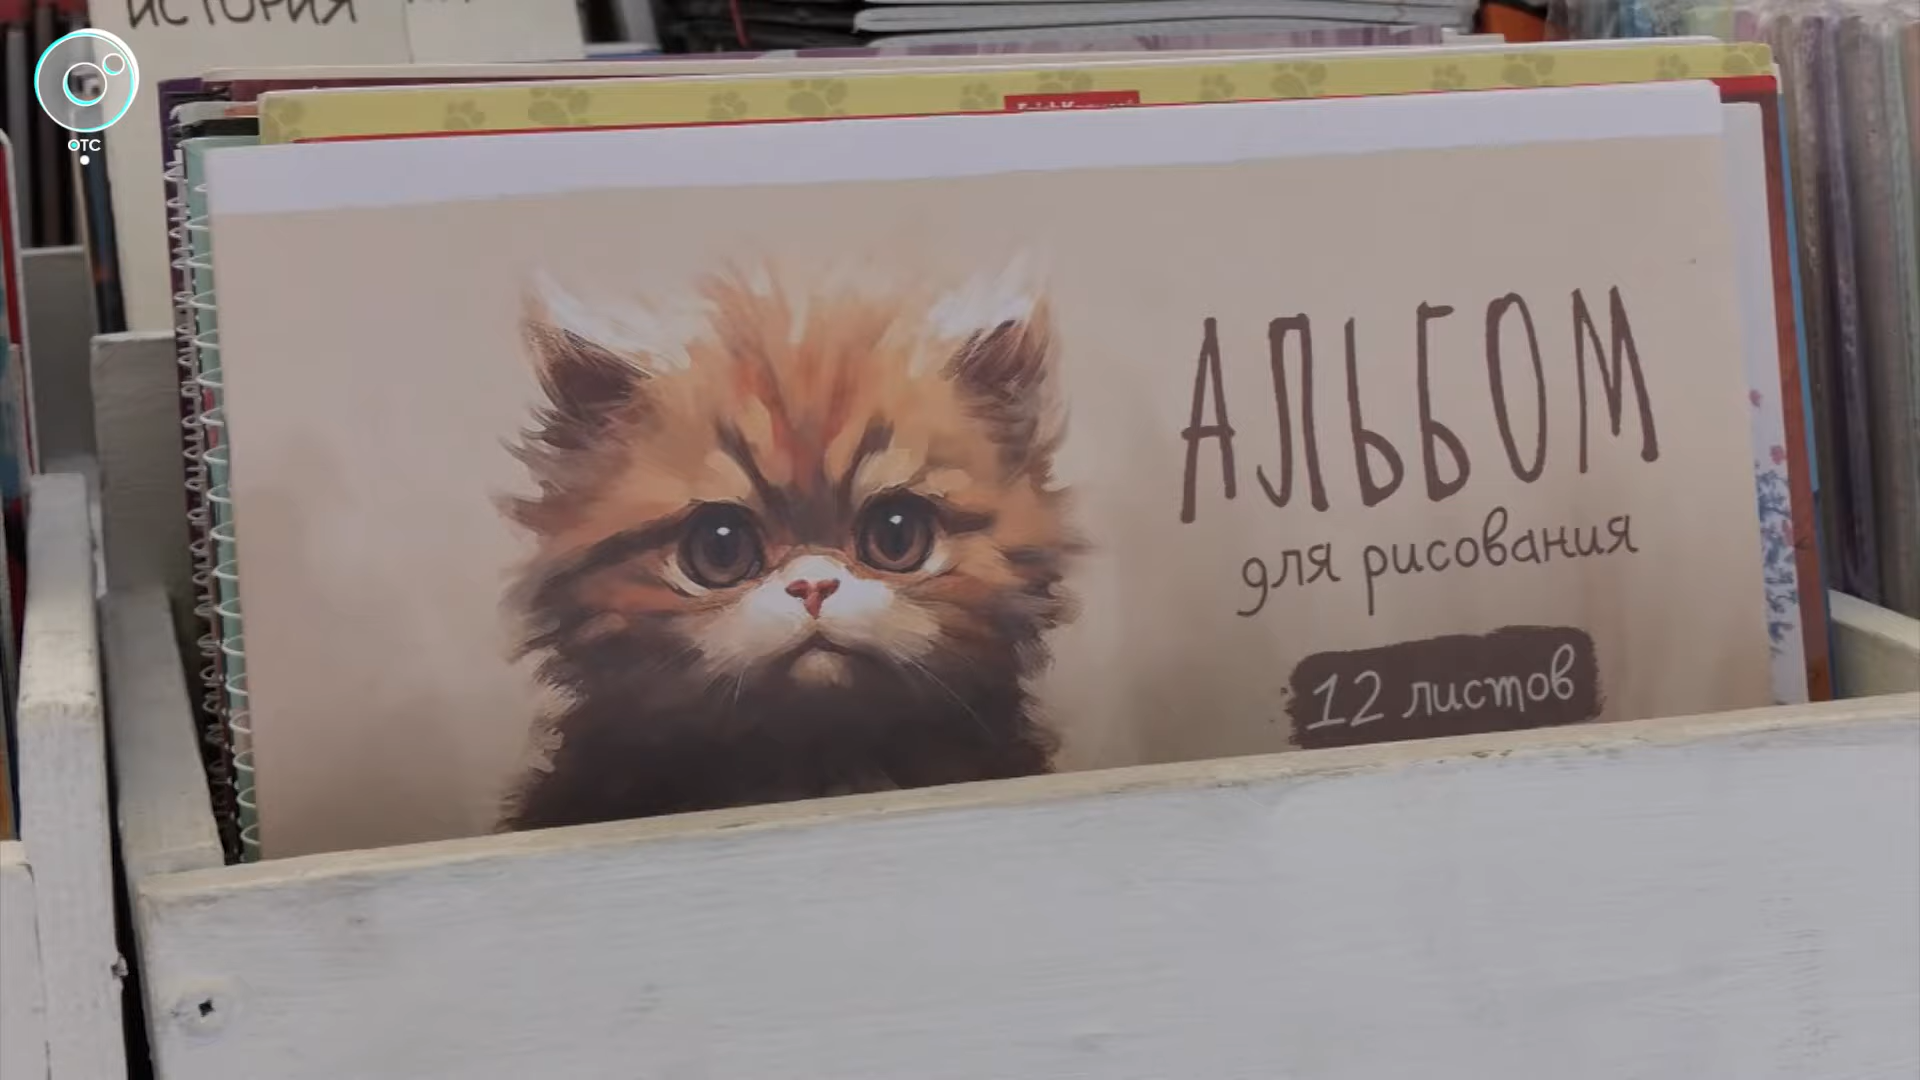 ИСТОРИЯ
ОТС
АЛЬБОМ
для рисования
12 листов